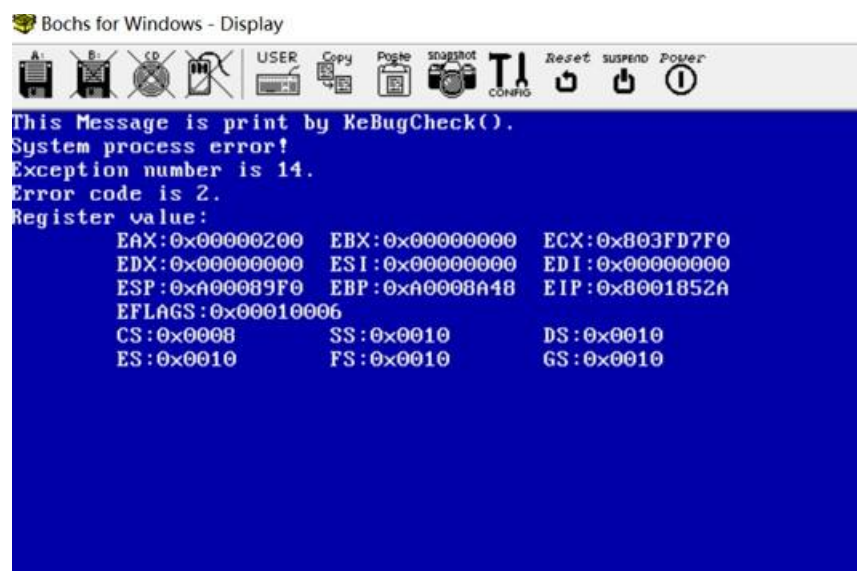 Bochs for Windows - Display
A: B: CD USER Copy Paste snapshot CONFIG Reset SUSPEND Power
This Message is print by KeBugCheck().
System process error!
Exception number is 14.
Error code is 2.
Register value:
EAX:0x00000200 EBX:0x00000000 ECX:0x803FD7F0
EDX:0x00000000 ESI:0x00000000 EDI:0x00000000
ESP:0xA00089F0 EBP:0xA0008A48 EIP:0x8001852A
EFLAGS:0x00010006
CS:0x0008 SS:0x0010 DS:0x0010
ES:0x0010 FS:0x0010 GS:0x0010